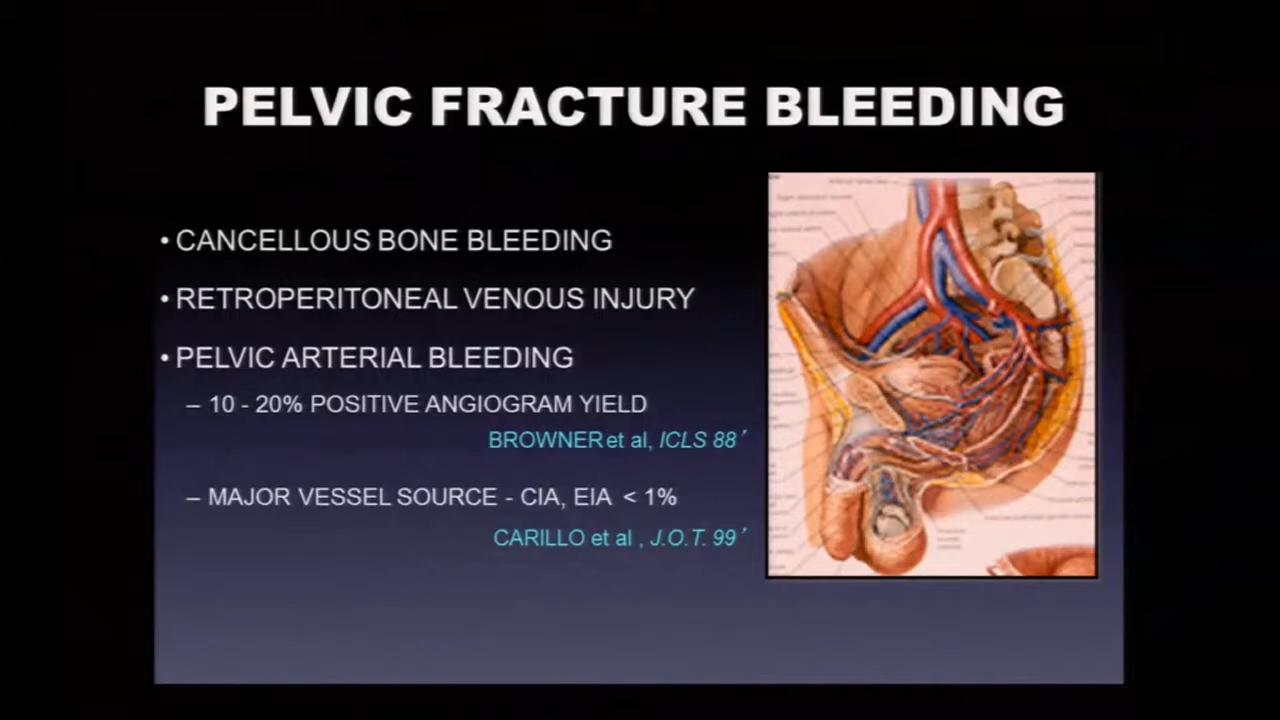 PELVIC FRACTURE BLEEDING
• CANCELLOUS BONE BLEEDING
• RETROPERITONEAL VENOUS INJURY
• PELVIC ARTERIAL BLEEDING
– 10 - 20% POSITIVE ANGIOGRAM YIELD
BROWNER et al, ICLS 88’
– MAJOR VESSEL SOURCE - CIA, EIA < 1%
CARILLO et al , J.O.T. 99’